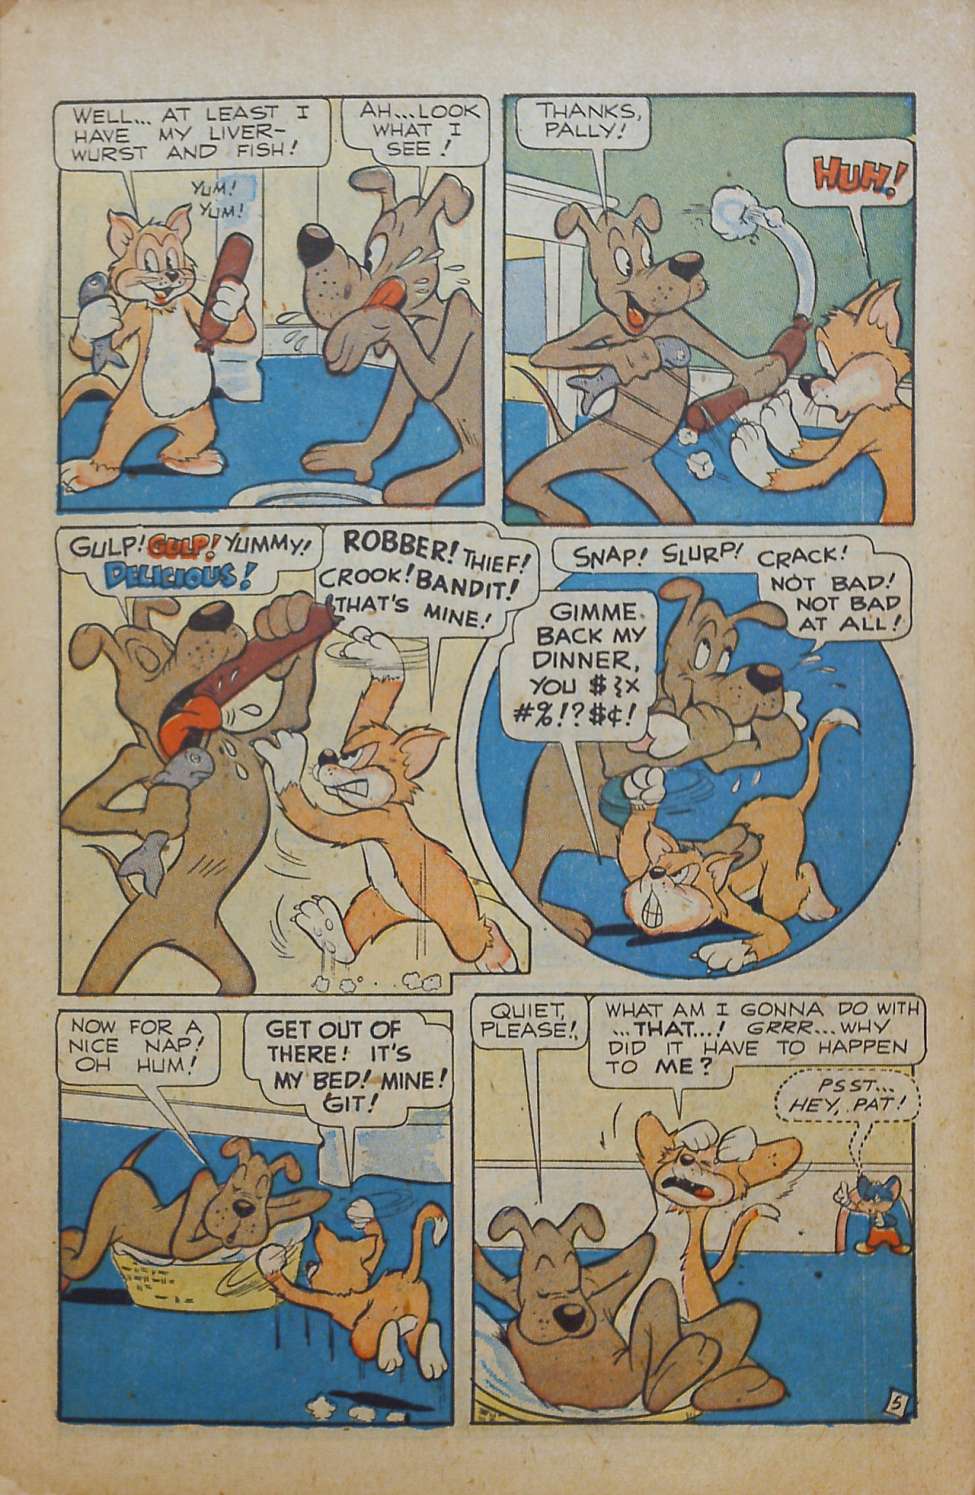 WELL... AT LEAST I
HAVE MY LIVER-
WURST AND FISH!
YUM!
YUM!
AH...LOOK
WHAT I
SEE!
THANKS,
PALLY!
HUH!
GULP! GULP! YUMMY!
DELICIOUS!
ROBBER! THIEF!
CROOK! BANDIT!
THAT'S MINE!
SNAP! SLURP! CRACK!
NOT BAD!
NOT BAD
AT ALL!
GIMME
BACK MY
DINNER,
YOU $}X
#%!?$¢!
NOW FOR A
NICE NAP!
OH HUM!
GET OUT OF
THERE! IT'S
MY BED! MINE!
GIT!
QUIET,
PLEASE!
WHAT AM I GONNA DO WITH
...THAT...! GRRR...WHY
DID IT HAVE TO HAPPEN
TO ME?
PSST...
HEY, PAT!
5